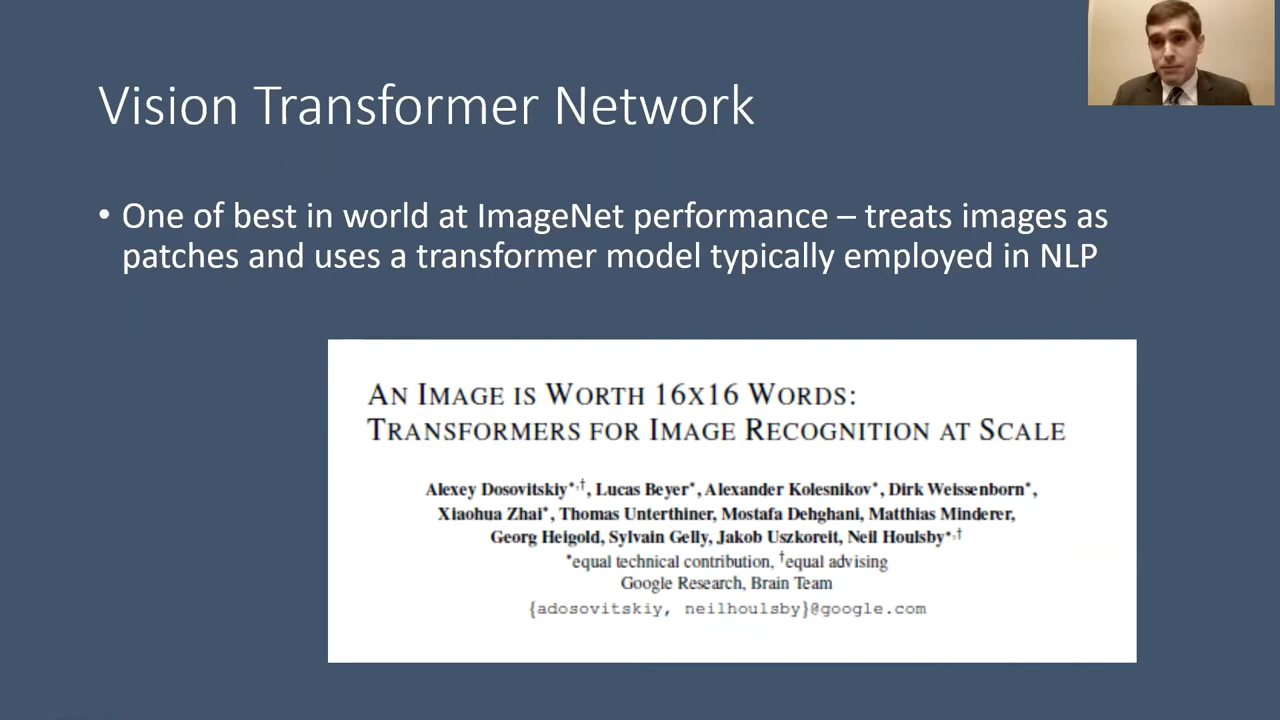 Vision Transformer Network
• One of best in world at ImageNet performance – treats images as
patches and uses a transformer model typically employed in NLP
AN IMAGE IS WORTH 16X16 WORDS:
TRANSFORMERS FOR IMAGE RECOGNITION AT SCALE
Alexey Dosovitskiy*,†, Lucas Beyer*, Alexander Kolesnikov*, Dirk Weissenborn*,
Xiaohua Zhai*, Thomas Unterthiner, Mostafa Dehghani, Matthias Minderer,
Georg Heigold, Sylvain Gelly, Jakob Uszkoreit, Neil Houlsby*,†
*equal technical contribution, †equal advising
Google Research, Brain Team
{adosovitskiy, neilhoulsby}@google.com